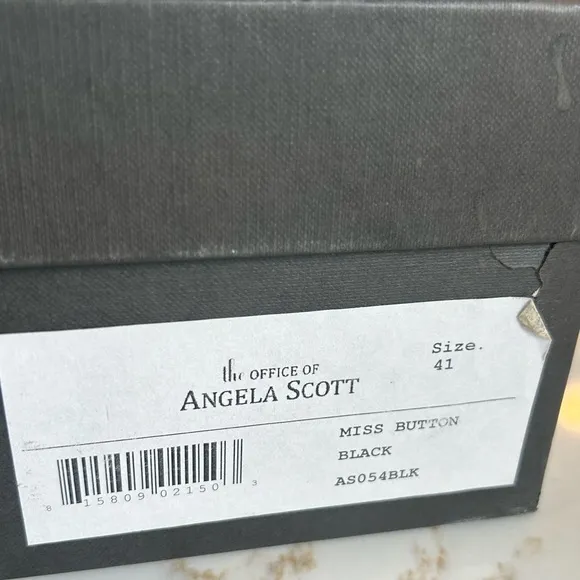 the OFFICE OF
ANGELA SCOTT
Size.
41
MISS BUTTON
BLACK
AS054BLK
8 15809 02150 3